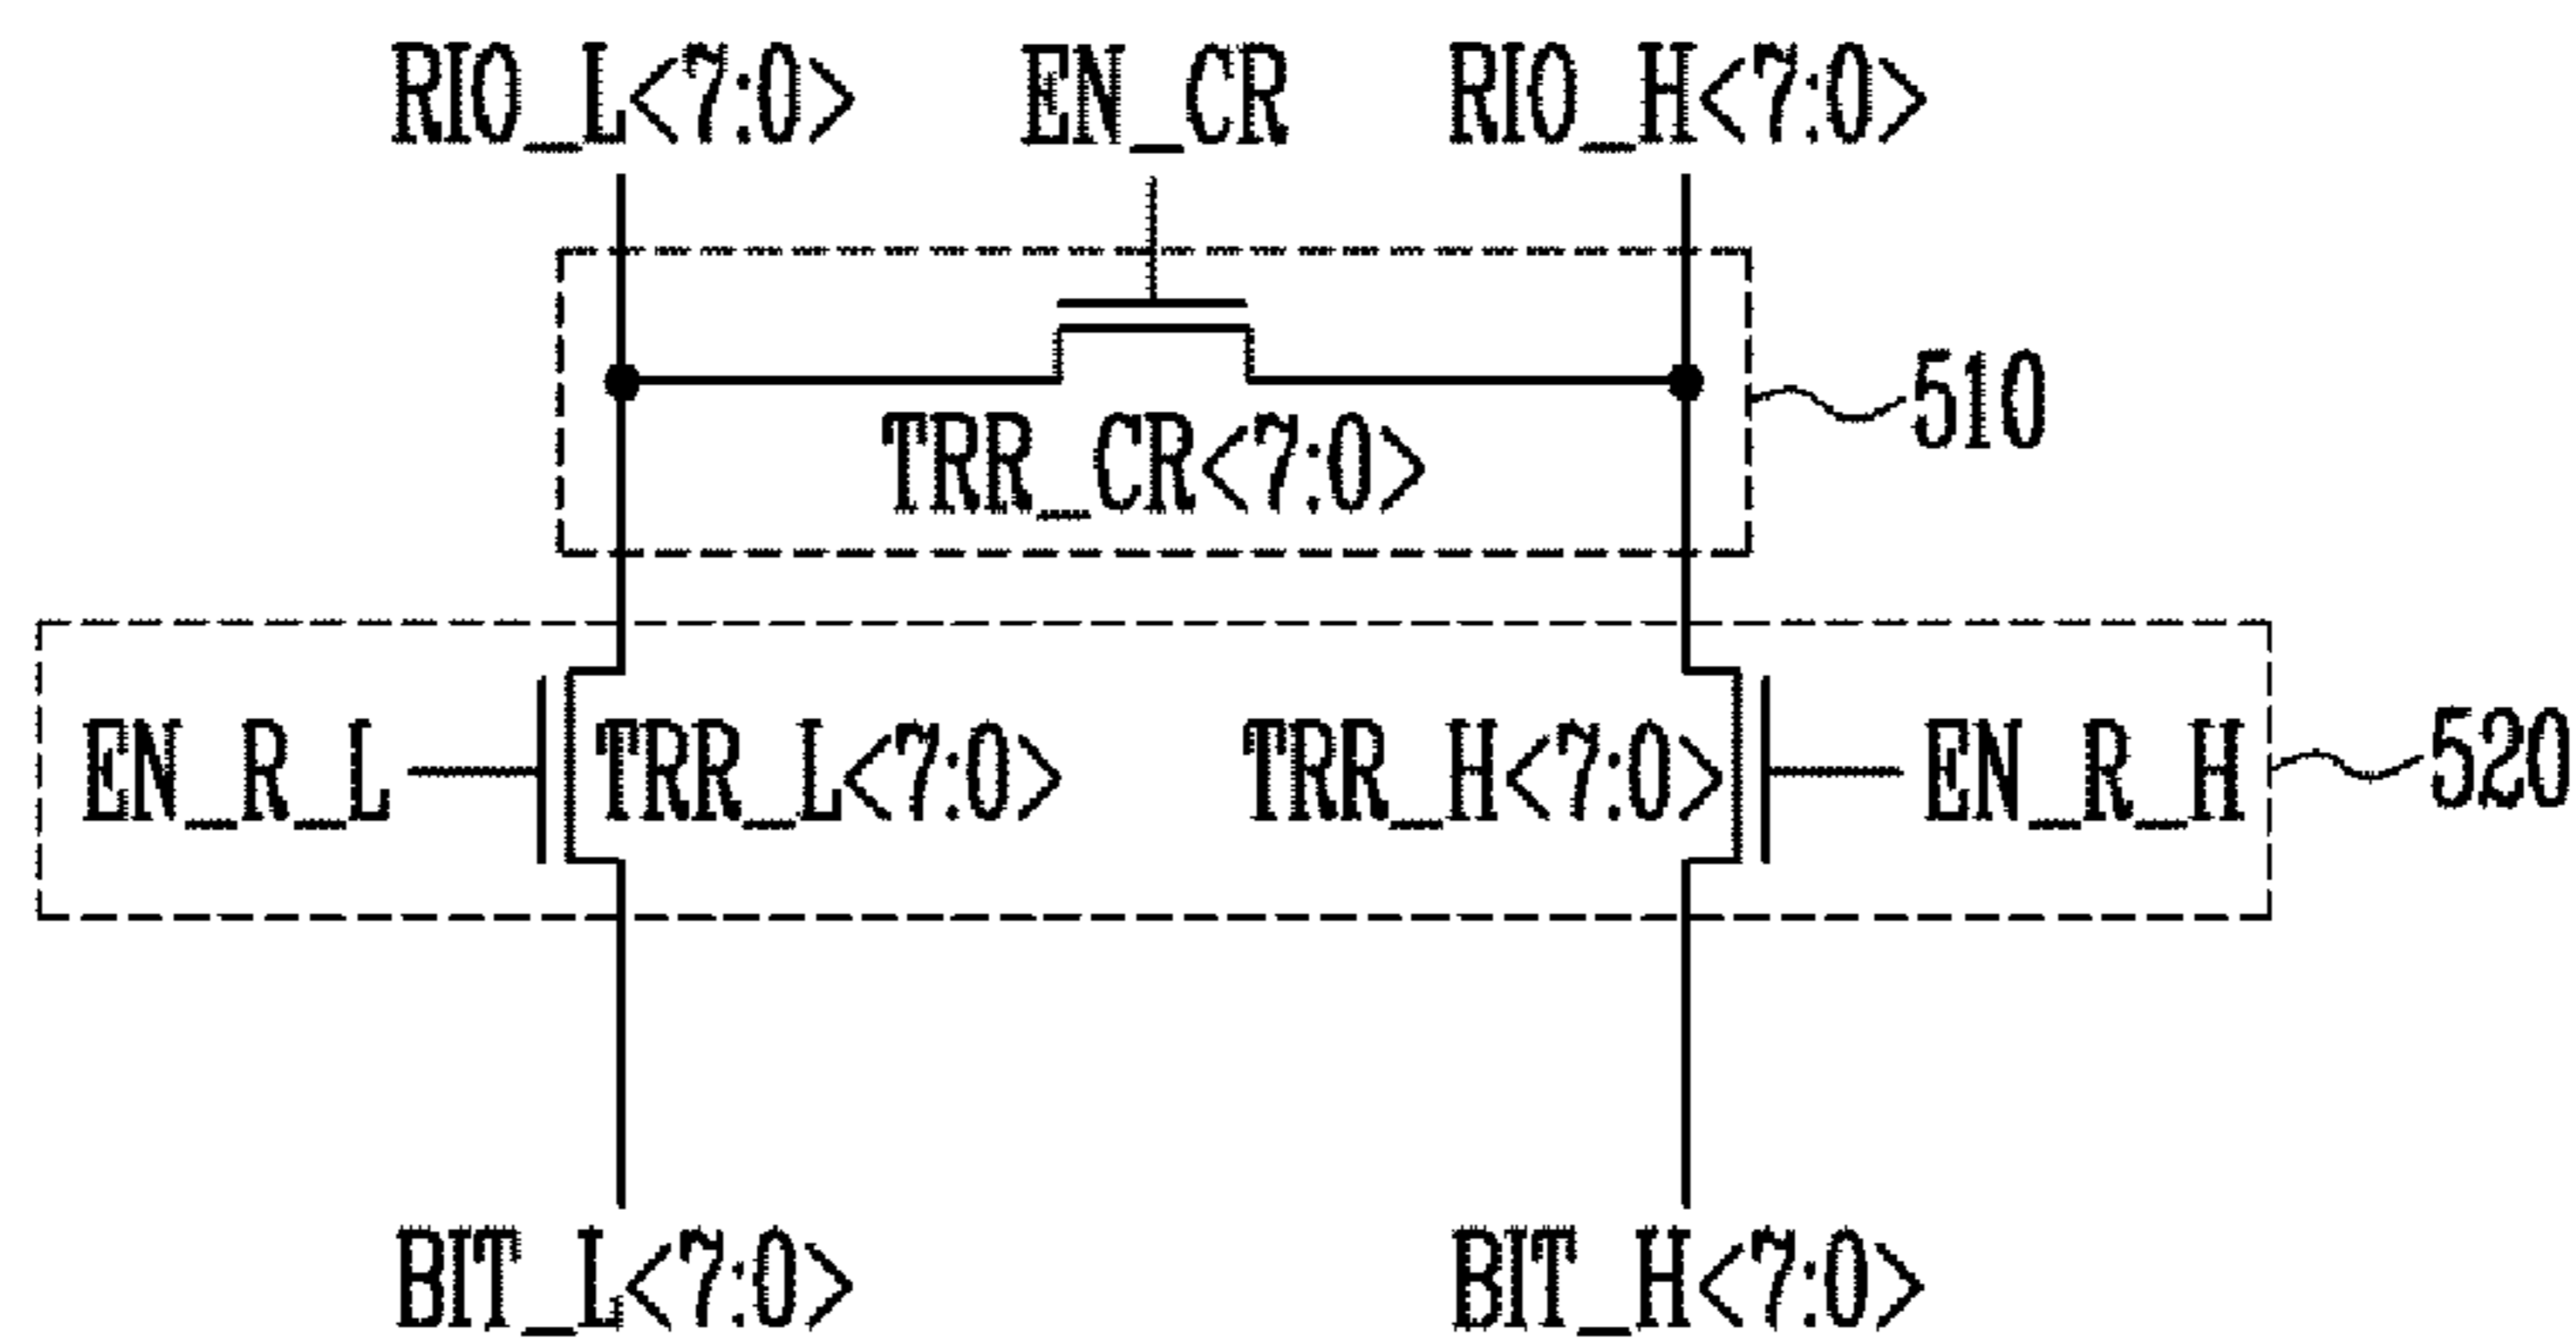 RIO_L<7:0> EN_CR RIO_H<7:0>
510
TRR_CR<7:0>
EN_R_L TRR_L<7:0> TRR_H<7:0> EN_R_H 520
BIT_L<7:0> BIT_H<7:0>